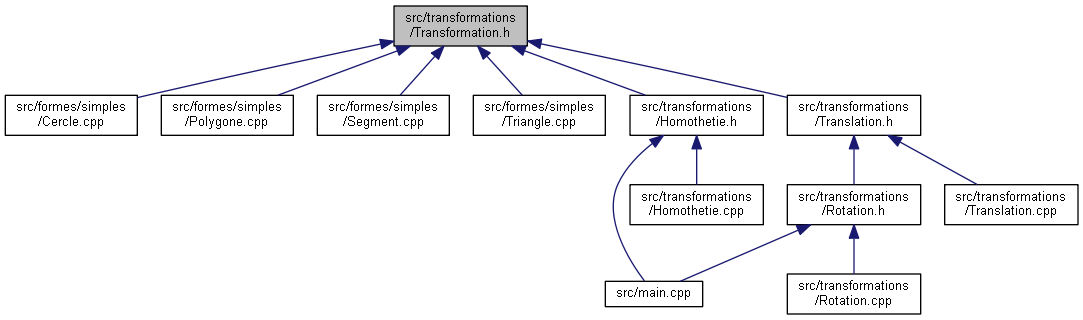 src/transformations
/Transformation.h
src/formes/simples
/Cercle.cpp
src/formes/simples
/Polygone.cpp
src/formes/simples
/Segment.cpp
src/formes/simples
/Triangle.cpp
src/transformations
/Homothetie.h
src/transformations
/Translation.h
src/transformations
/Homothetie.cpp
src/transformations
/Rotation.h
src/transformations
/Translation.cpp
src/main.cpp
src/transformations
/Rotation.cpp